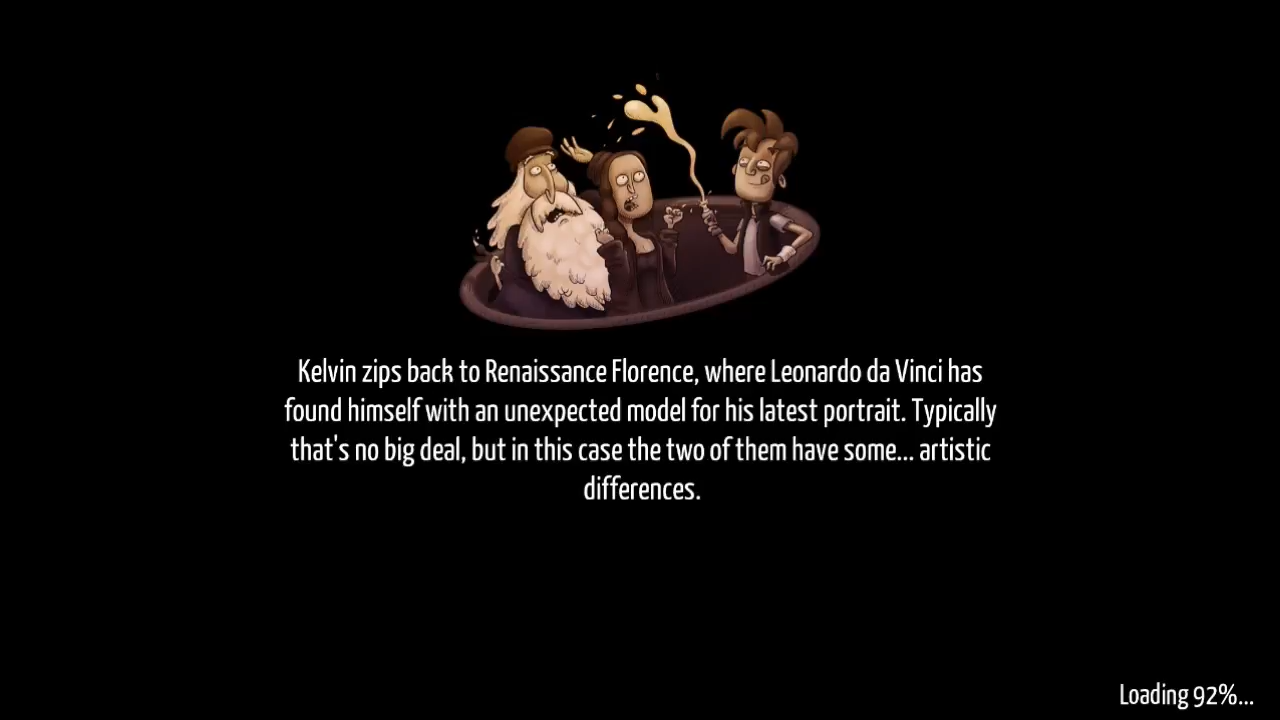 Kelvin zips back to Renaissance Florence, where Leonardo da Vinci has
found himself with an unexpected model for his latest portrait. Typically
that's no big deal, but in this case the two of them have some... artistic
differences.
Loading 92%...